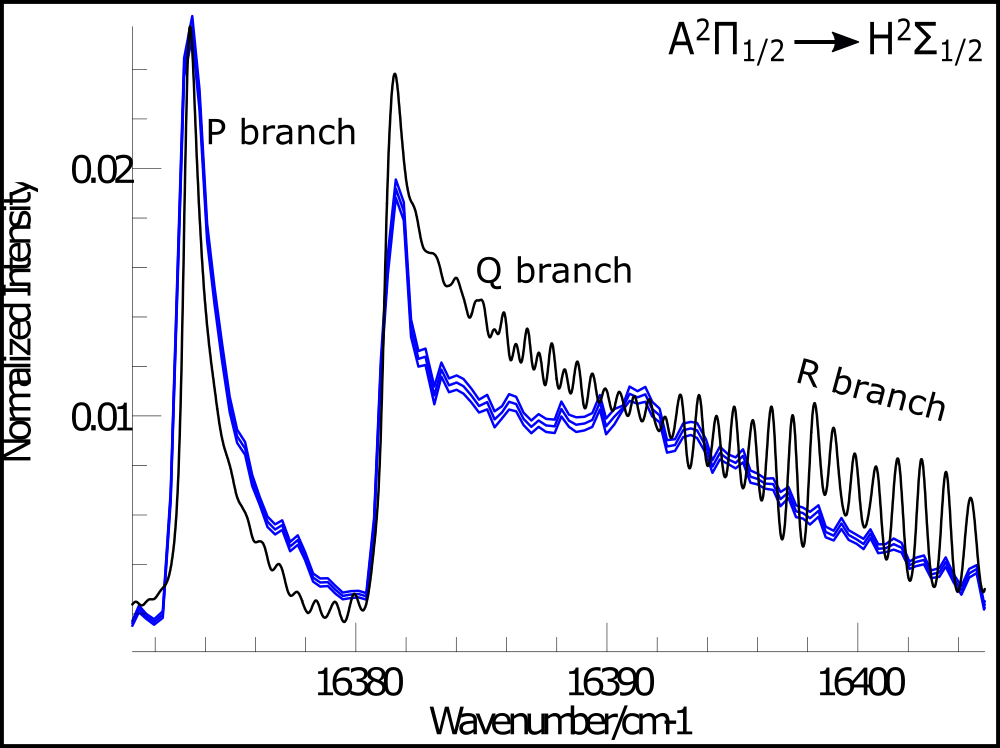 A²Π₁/₂ → H²Σ₁/₂
P branch
0.02
Q branch
R branch
0.01
Normalized Intensity
16380 16390 16400
Wavenumber/cm-1